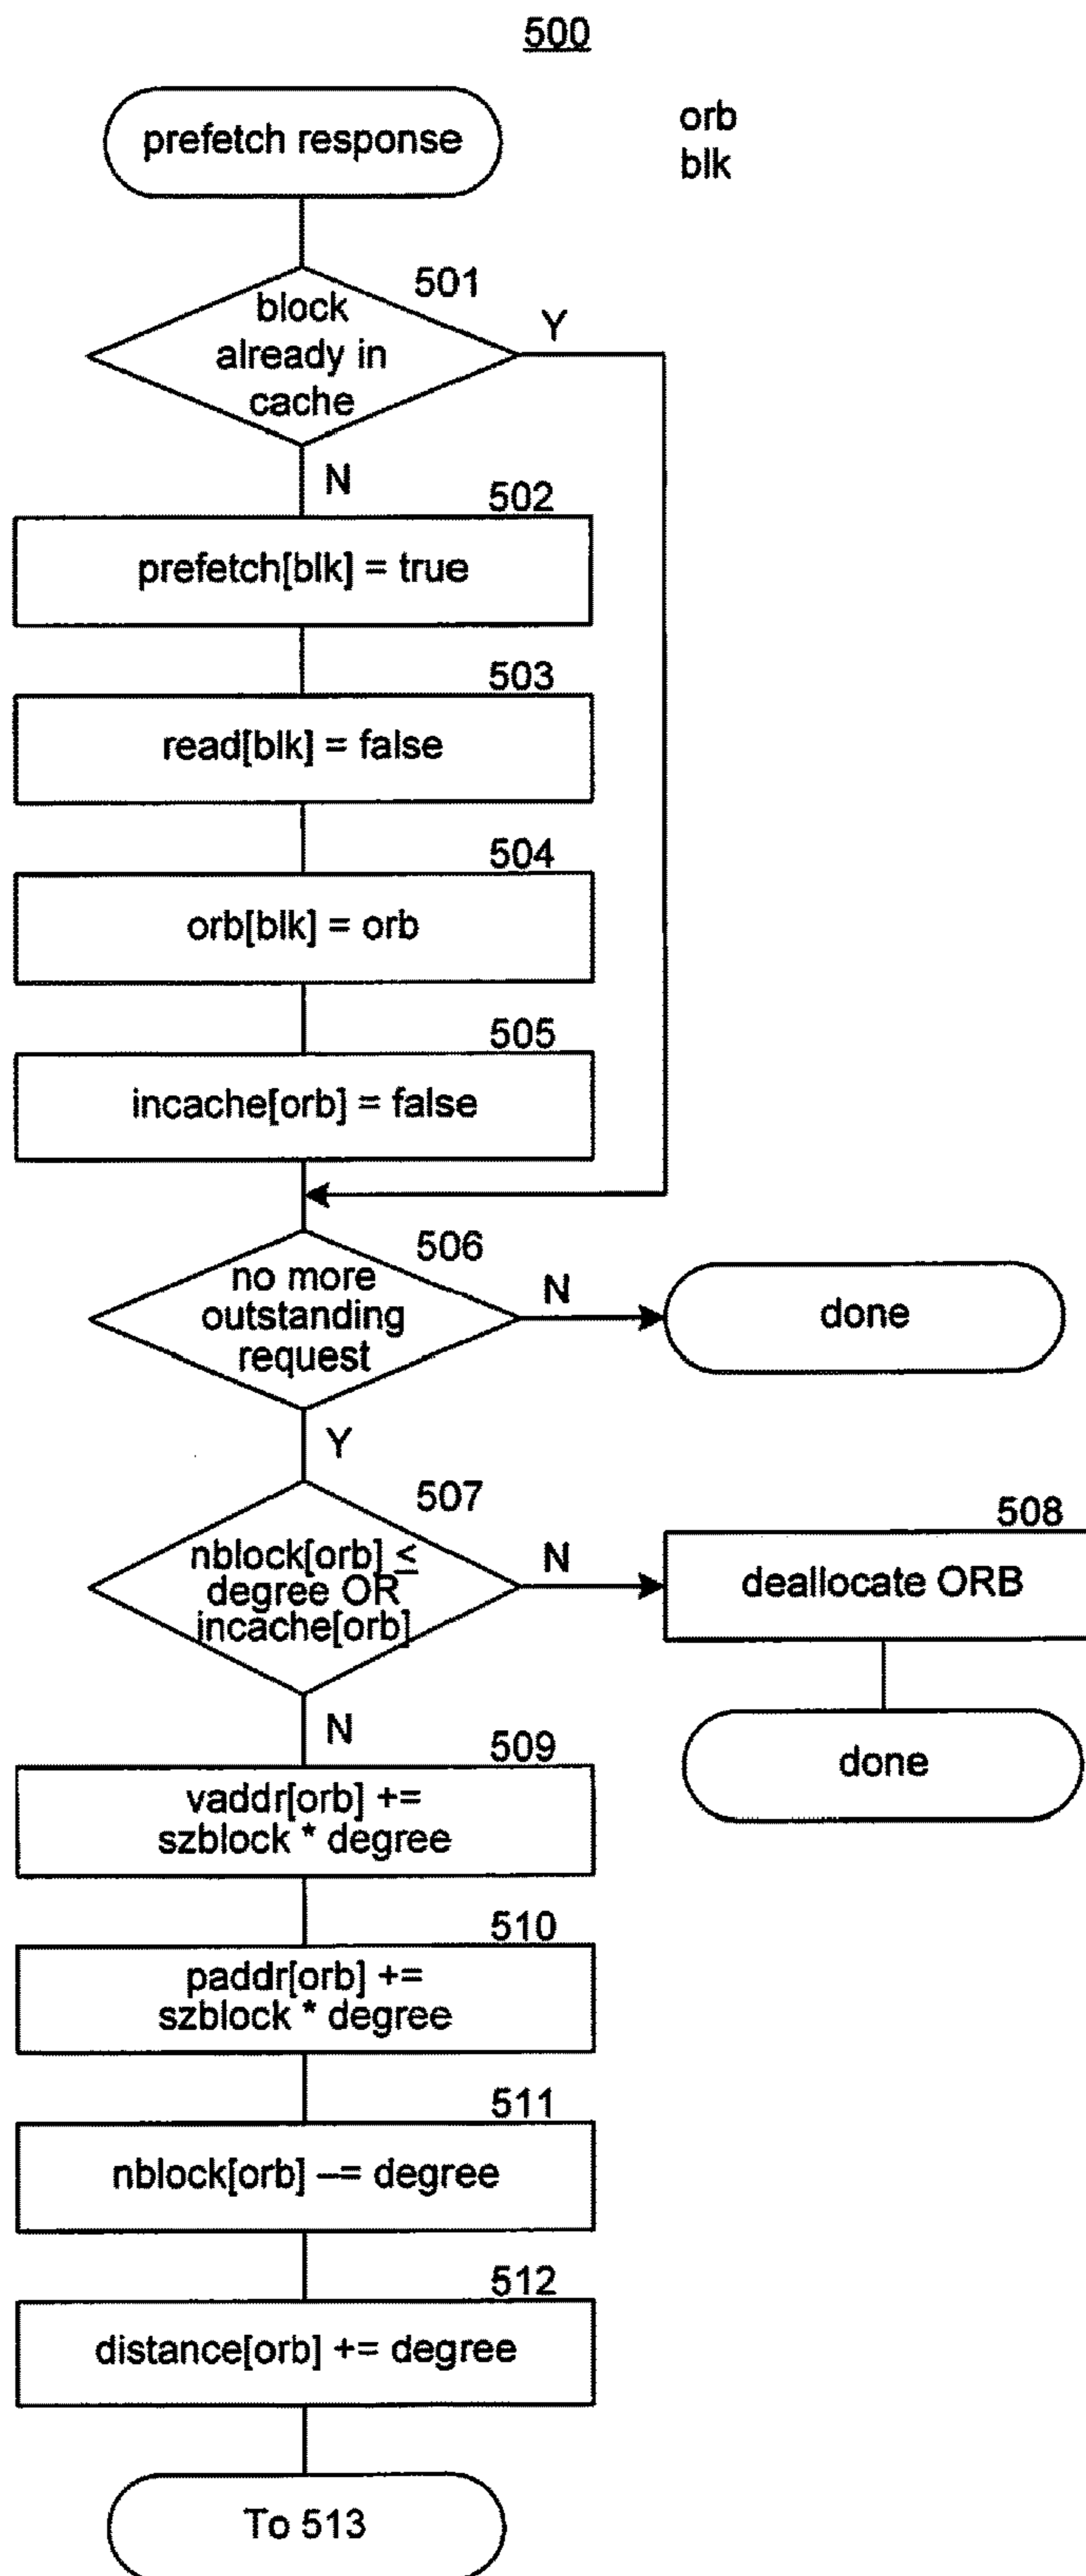 500
prefetch response
orb
blk
501
block
already in
cache
Y
N
502
prefetch[blk] = true
503
read[blk] = false
504
orb[blk] = orb
505
incache[orb] = false
506
no more
outstanding
request
N
done
Y
507
nblock[orb] ≤
degree OR
incache[orb]
N
508
deallocate ORB
done
N
509
vaddr[orb] +=
szblock * degree
510
paddr[orb] +=
szblock * degree
511
nblock[orb] –= degree
512
distance[orb] += degree
To 513